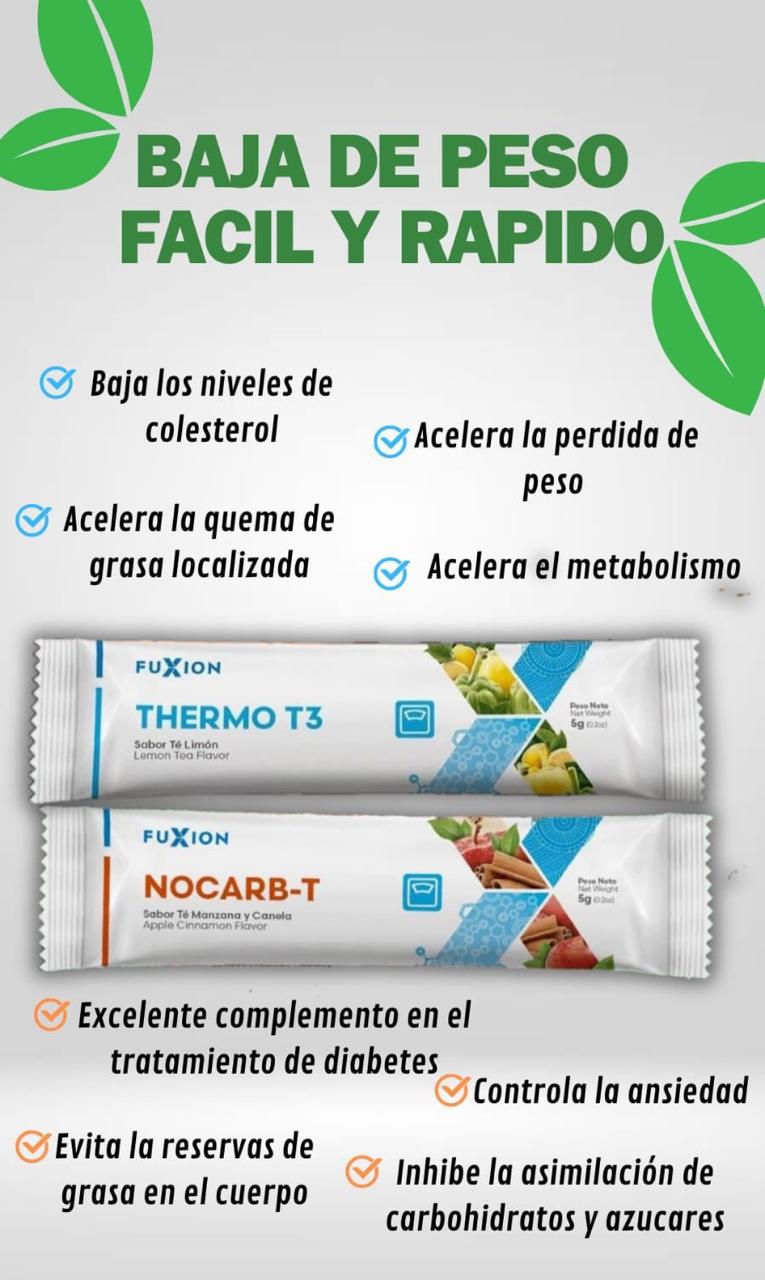 BAJA DE PESO
FACIL Y RAPIDO
Baja los niveles de
colesterol
Acelera la perdida de
peso
Acelera la quema de
grasa localizada
Acelera el metabolismo
FUXION
THERMO T3
Sabor Té Limón
Lemon Tea Flavor
Peso Neto
Net Weight
5g (0.2oz)
FUXION
NOCARB-T
Sabor Té Manzana y Canela
Apple Cinnamon Flavor
Peso Neto
Net Weight
5g (0.2oz)
Excelente complemento en el
tratamiento de diabetes
Controla la ansiedad
Evita la reservas de
grasa en el cuerpo
Inhibe la asimilación de
carbohidratos y azucares